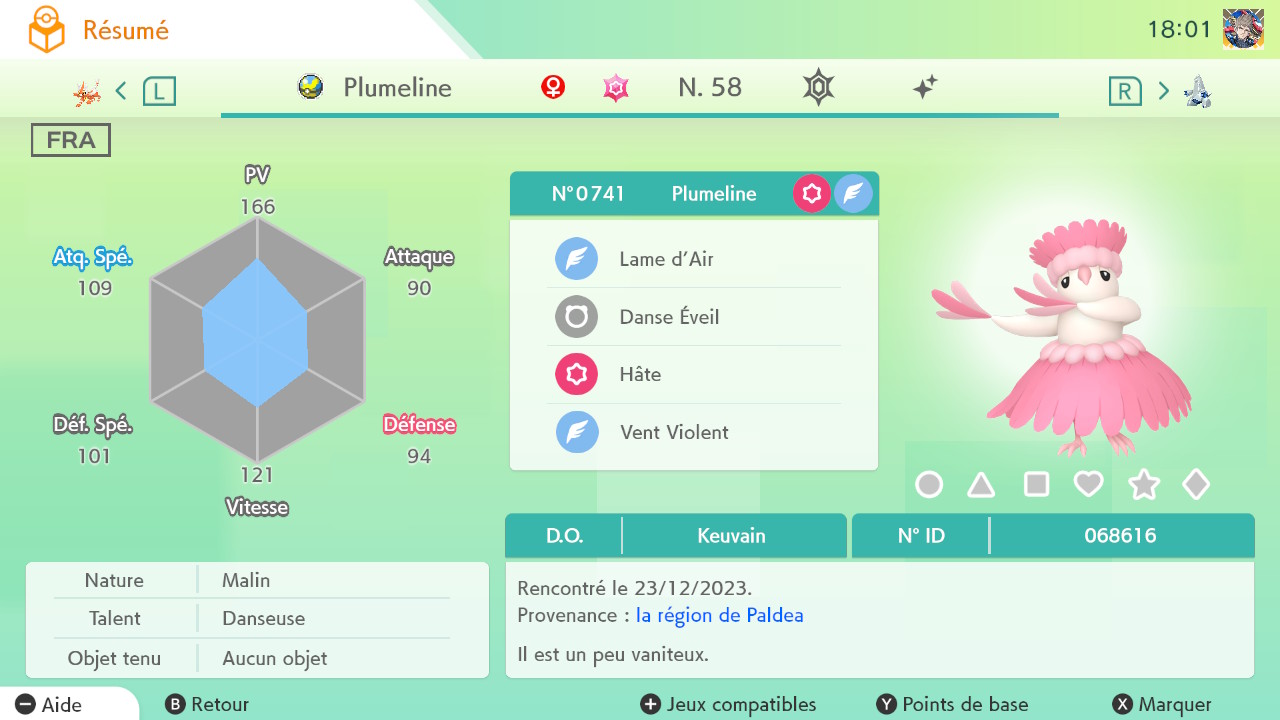 Résumé
18:01
L
Plumeline
N. 58
R
FRA
PV
166
Atq. Spé.
109
Attaque
90
Déf. Spé.
101
Défense
94
121
Vitesse
N°0741 Plumeline
Lame d'Air
Danse Éveil
Hâte
Vent Violent
D.O. Keuvain N° ID 068616
Nature Malin
Talent Danseuse
Objet tenu Aucun objet
Rencontré le 23/12/2023.
Provenance : la région de Paldea
Il est un peu vaniteux.
Aide B Retour Jeux compatibles Y Points de base X Marquer